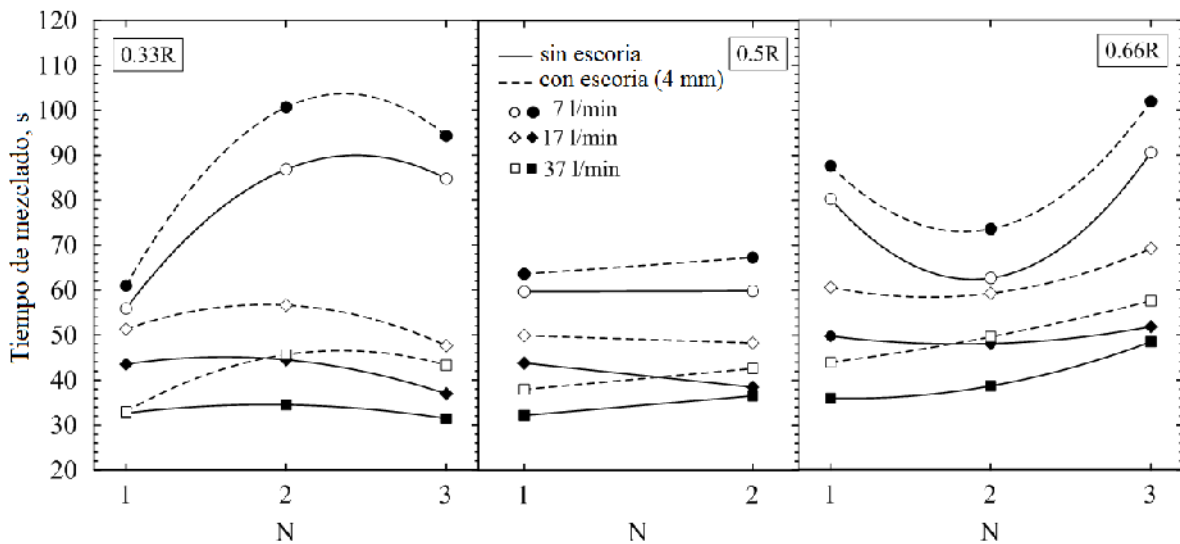 Tiempo de mezclado, s
120
110
100
90
80
70
60
50
40
30
20
0.33R
0.5R
0.66R
sin escoria
con escoria (4 mm)
7 l/min
17 l/min
37 l/min
1 2 3
1 2
1 2 3
N
N
N